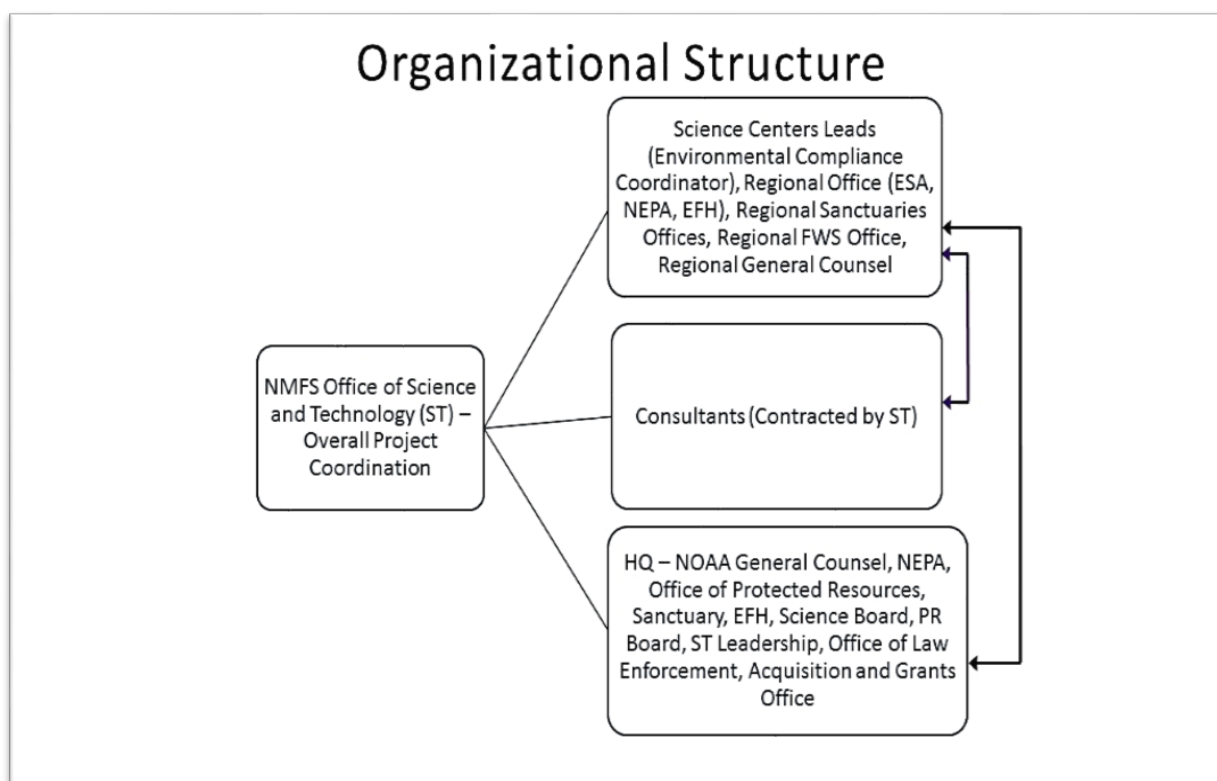 Organizational Structure
Science Centers Leads
(Environmental Compliance
Coordinator), Regional Office (ESA,
NEPA, EFH), Regional Sanctuaries
Offices, Regional FWS Office,
Regional General Counsel
NMFS Office of Science
and Technology (ST) –
Overall Project
Coordination
Consultants (Contracted by ST)
HQ – NOAA General Counsel, NEPA,
Office of Protected Resources,
Sanctuary, EFH, Science Board, PR
Board, ST Leadership, Office of Law
Enforcement, Acquisition and Grants
Office